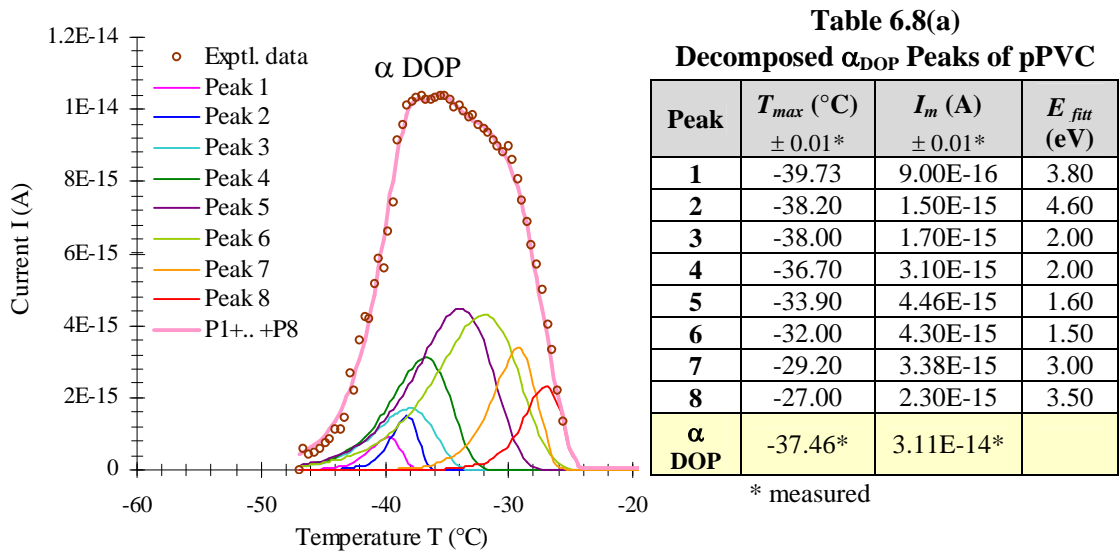 1.2E-14
1E-14
8E-15
6E-15
4E-15
2E-15
0
Current I (A)
-60
-50
-40
-30
-20
Temperature T (°C)
α DOP
Exptl. data
Peak 1
Peak 2
Peak 3
Peak 4
Peak 5
Peak 6
Peak 7
Peak 8
P1+.. +P8
Table 6.8(a)
Decomposed αDOP Peaks of pPVC
Peak Tmax (°C) Im (A) E fitt
± 0.01* ± 0.01* (eV)
1 -39.73 9.00E-16 3.80
2 -38.20 1.50E-15 4.60
3 -38.00 1.70E-15 2.00
4 -36.70 3.10E-15 2.00
5 -33.90 4.46E-15 1.60
6 -32.00 4.30E-15 1.50
7 -29.20 3.38E-15 3.00
8 -27.00 2.30E-15 3.50
α
DOP -37.46* 3.11E-14*
* measured